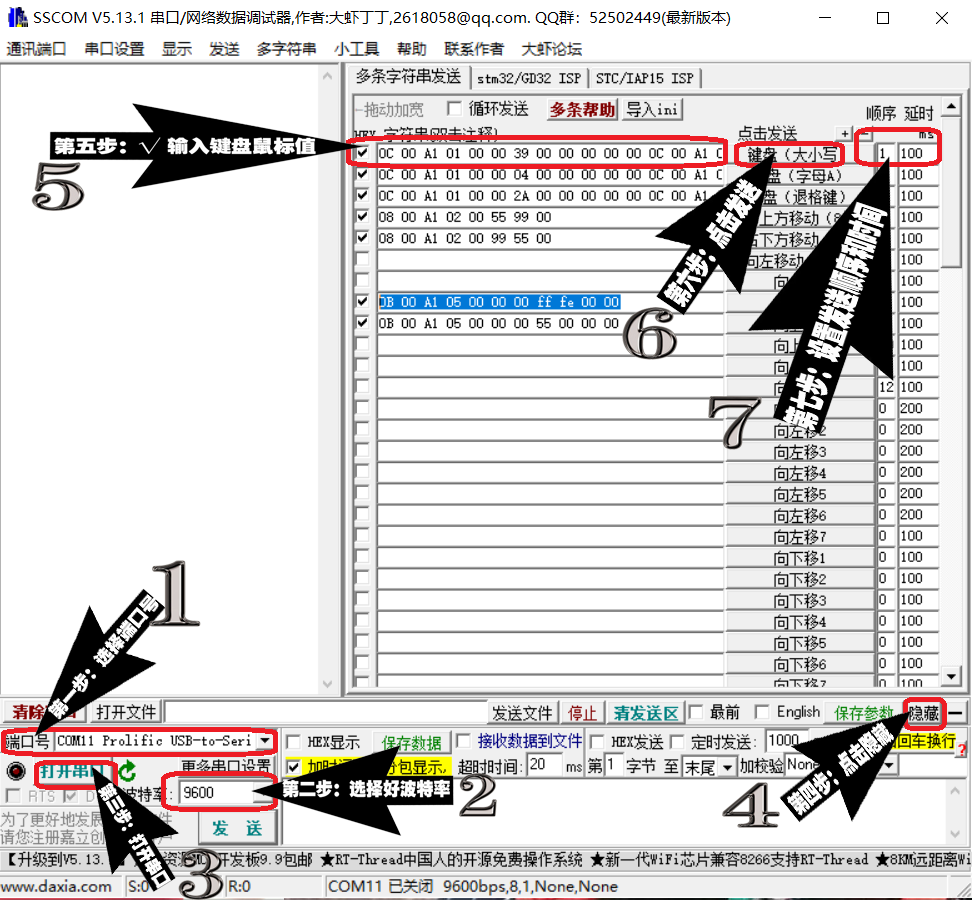 SSCOM V5.13.1 串口/网络数据调试器,作者:大虾丁丁,2618058@qq.com. QQ群: 52502449(最新版本)
通讯端口 串口设置 显示 发送 多字符串 小工具 帮助 联系作者 大虾论坛
多条字符串发送 stm32/GD32 ISP STC/IAP15 ISP
拖动加宽 循环发送 多条帮助 导入ini 顺序 延时
HEX 字符串(双击注释) 点击发送 + - ms
第五步：√ 输入键盘鼠标值
5
0C 00 A1 01 00 00 39 00 00 00 00 00 0C 00 A1 0 键盘（大小写 1 100
0C 00 A1 01 00 00 04 00 00 00 00 00 0C 00 A1 0 盘（字母A） 100
0C 00 A1 01 00 00 2A 00 00 00 00 00 0C 00 A1 盘（退格键） 100
08 00 A1 02 00 55 99 00 上方移动（8 100
08 00 A1 02 00 99 55 00 右下方移动 100
向左移动 100
向 100
0B 00 A1 05 00 00 00 ff fe 00 00 100
0B 00 A1 05 00 00 00 55 00 00 00 100
向上 100
向 100
向 12 100
第六步：点击发送
6
第七步：设置发送顺序和时间
7
0 200
向左移2 0 200
向左移3 0 200
向左移4 0 200
向左移5 0 200
向左移6 0 200
向左移7 0 100
向下移1 0 100
向下移2 0 100
向下移3 0 100
向下移4 0 100
向下移5 0 100
向下移6 0 100
向下移7 0 100
1
第一步：选择端口号
清除 打开文件 发送文件 停止 清发送区 最前 English 保存参数 隐藏
端口号 COM11 Prolific USB-to-Seri HEX显示 保存数据 接收数据到文件 HEX发送 定时发送: 1000 回车换行
打开串口 更多串口设置 加时 分包显示, 超时时间: 20 ms 第 1 字节 至 末尾 加校验 None
RTS D 波特率: 9600
第二步：选择好波特率
2
第三步：打开串口
3
第四步：点击隐藏
4
为了更好地发展 件
请您注册嘉立创 户
发 送
【升级到V5.13. 资源 开发板9.9包邮 ★RT-Thread中国人的开源免费操作系统 ★新一代WiFi芯片兼容8266支持RT-Thread ★8KM远距离Wi
www.daxia.com S:0 R:0 COM11 已关闭 9600bps,8,1,None,None